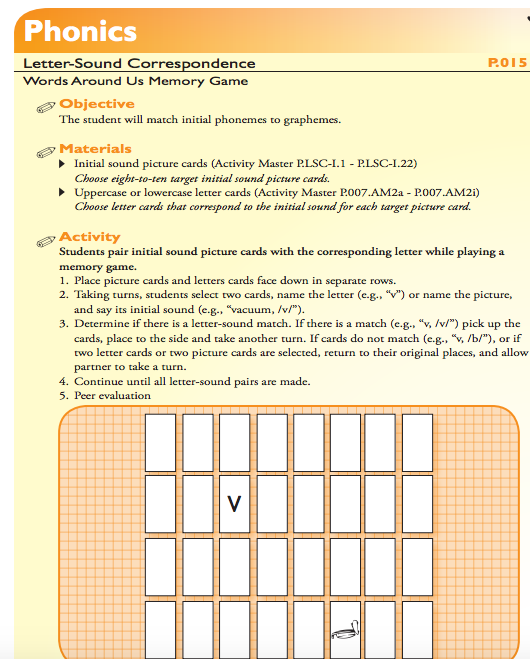 Phonics
Letter-Sound Correspondence P.015
Words Around Us Memory Game
Objective
The student will match initial phonemes to graphemes.
Materials
Initial sound picture cards (Activity Master P.LSC-I.1 - P.LSC-I.22)
Choose eight-to-ten target initial sound picture cards.
Uppercase or lowercase letter cards (Activity Master P.007.AM2a - P.007.AM2i)
Choose letter cards that correspond to the initial sound for each target picture card.
Activity
Students pair initial sound picture cards with the corresponding letter while playing a
memory game.
1. Place picture cards and letters cards face down in separate rows.
2. Taking turns, students select two cards, name the letter (e.g., “v”) or name the picture,
and say its initial sound (e.g., “vacuum, /v/”).
3. Determine if there is a letter-sound match. If there is a match (e.g., “v, /v/”) pick up the
cards, place to the side and take another turn. If cards do not match (e.g., “v, /b/”), or if
two letter cards or two picture cards are selected, return to their original places, and allow
partner to take a turn.
4. Continue until all letter-sound pairs are made.
5. Peer evaluation
V